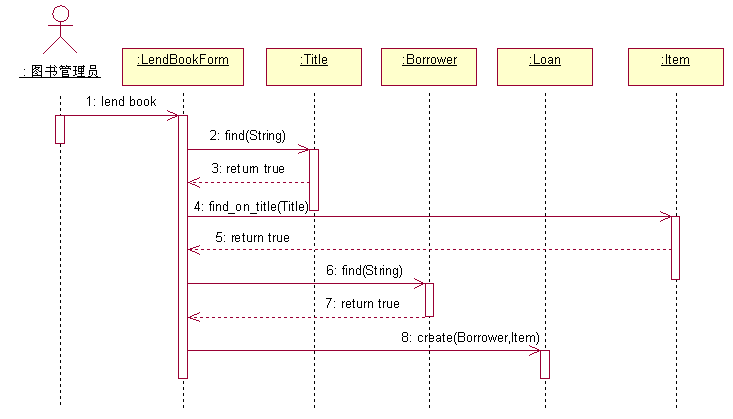 : 图书管理员
:LendBookForm
:Title
:Borrower
:Loan
:Item
1: lend book
2: find(String)
3: return true
4: find_on_title(Title)
5: return true
6: find(String)
7: return true
8: create(Borrower,Item)